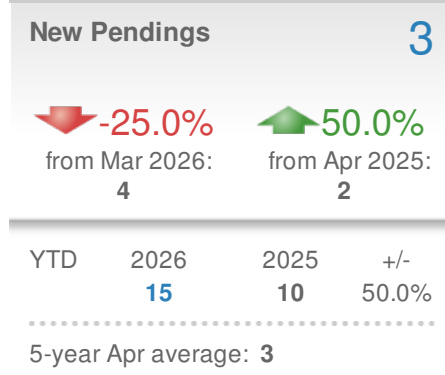 New Pendings 3
-25.0% 50.0%
from Mar 2026: from Apr 2025:
4 2
YTD 2026 2025 +/-
15 10 50.0%
5-year Apr average: 3